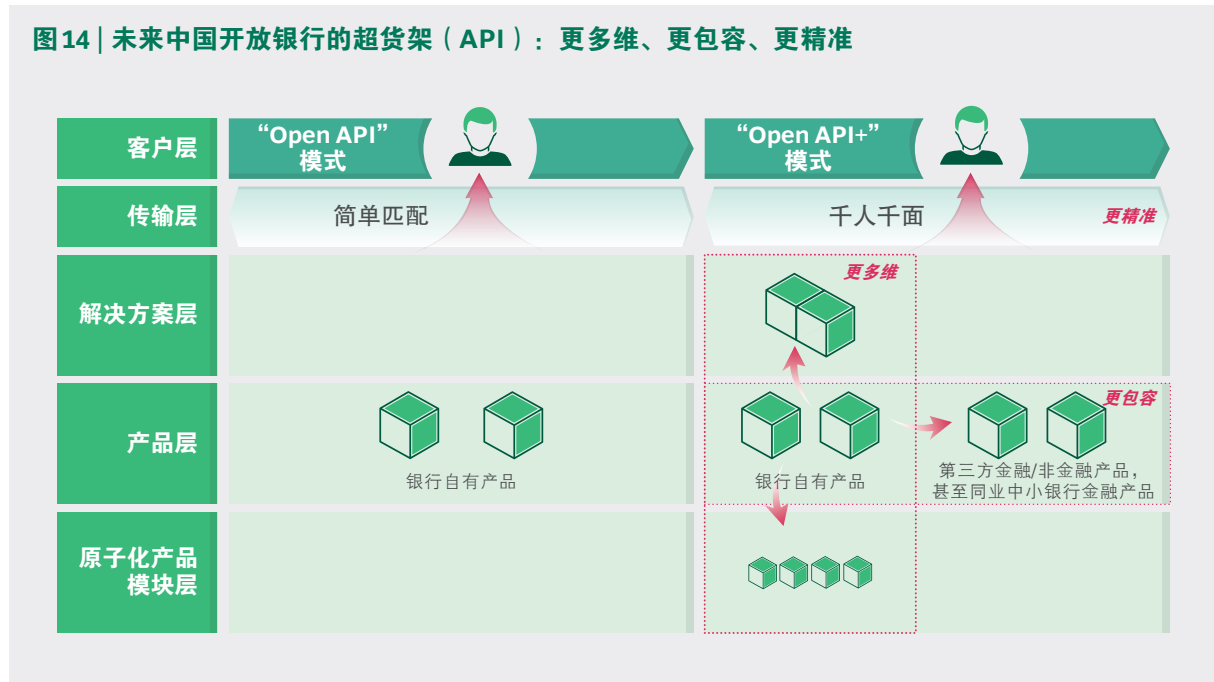 图14 | 未来中国开放银行的超货架（API）：更多维、更包容、更精准
客户层
“Open API”
模式
“Open API+”
模式
传输层
简单匹配
千人千面
更精准
解决方案层
更多维
产品层
银行自有产品
银行自有产品
更包容
第三方金融/非金融产品，
甚至同业中小银行金融产品
原子化产品
模块层